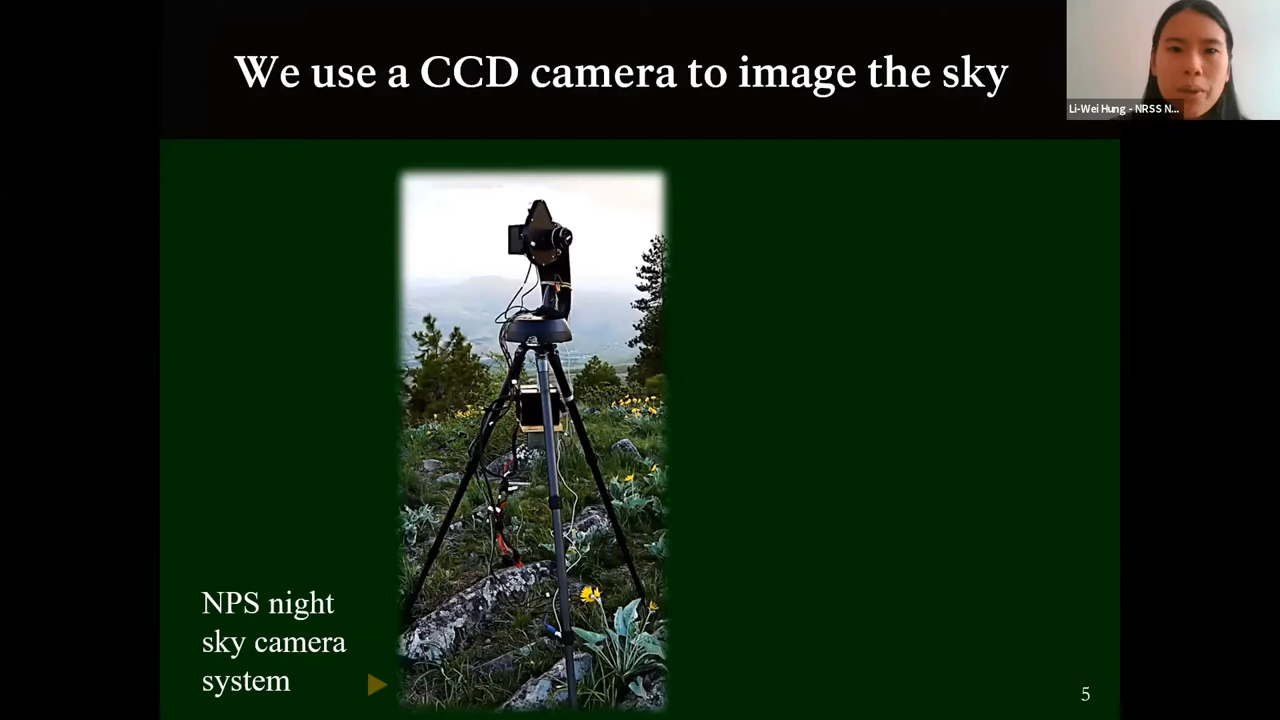 We use a CCD camera to image the sky
Li-Wei Hung - NRSS N...
NPS night
sky camera
system
5